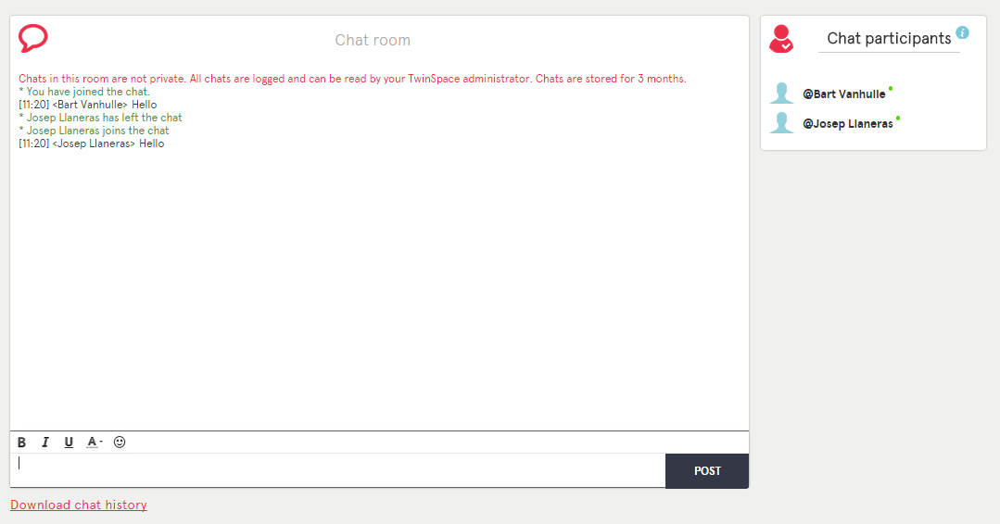 Chat room
Chats in this room are not private. All chats are logged and can be read by your TwinSpace administrator. Chats are stored for 3 months.
* You have joined the chat.
[11:20] <Bart Vanhulle> Hello
* Josep Llaneras has left the chat
* Josep Llaneras joins the chat
[11:20] <Josep Llaneras> Hello
B I U A
POST
Download chat history
Chat participants i
@Bart Vanhulle
@Josep Llaneras